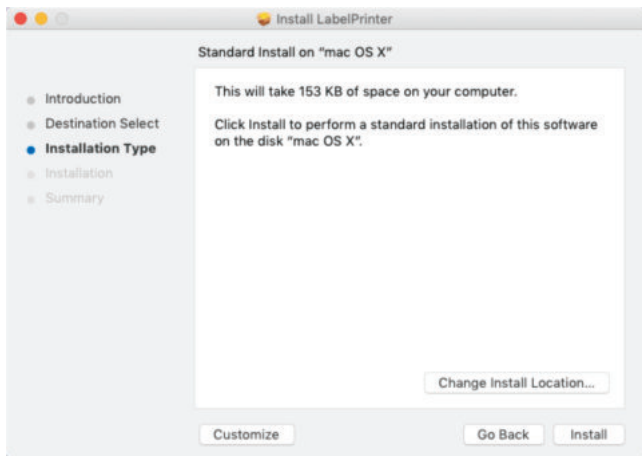 Install LabelPrinter
Standard Install on “mac OS X”
Introduction
Destination Select
Installation Type
Installation
Summary
This will take 153 KB of space on your computer.
Click Install to perform a standard installation of this software
on the disk “mac OS X”.
Change Install Location...
Customize
Go Back
Install